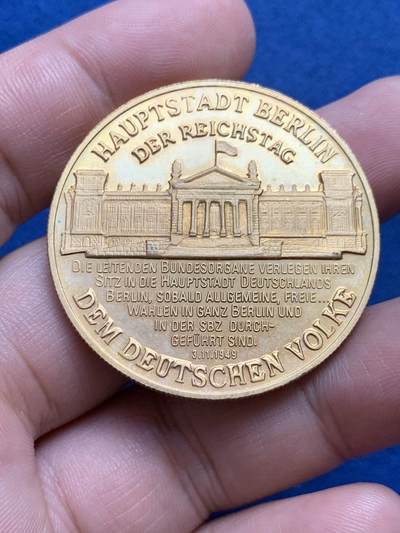 HAUPTSTADT BERLIN
DER REICHSTAG
DIE LEITENDEN BUNDESORGANE VERLEGEN IHREN
SITZ IN DIE HAUPTSTADT DEUTSCHLANDS
BERLIN, SOBALD ALLGEMEINE, FREIE...
WAHLEN IN GANZ BERLIN UND
IN DER SBZ DURCH-
GEFÜHRT SIND.
3.11.1949
DEM DEUTSCHEN VOLKE